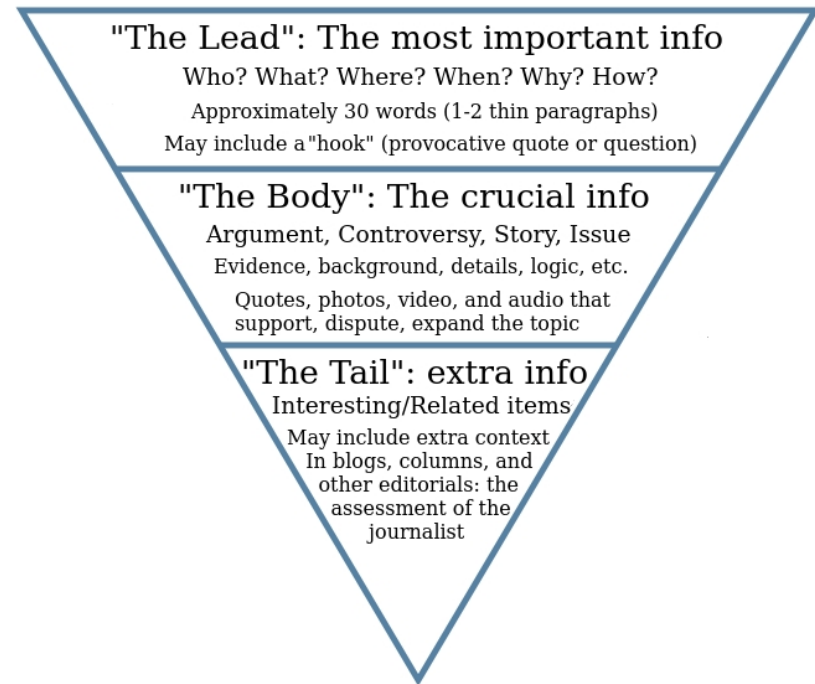 "The Lead": The most important info
Who? What? Where? When? Why? How?
Approximately 30 words (1-2 thin paragraphs)
May include a "hook" (provocative quote or question)
"The Body": The crucial info
Argument, Controversy, Story, Issue
Evidence, background, details, logic, etc.
Quotes, photos, video, and audio that
support, dispute, expand the topic
"The Tail": extra info
Interesting/Related items
May include extra context
In blogs, columns, and
other editorials: the
assessment of the
journalist